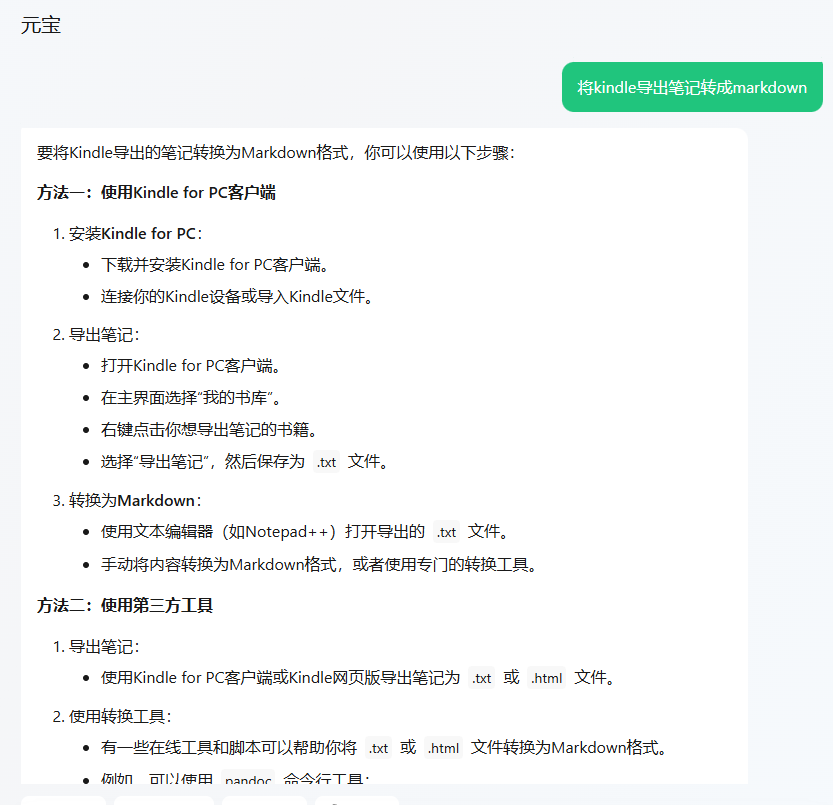 元宝
将kindle导出笔记转成markdown
要将Kindle导出的笔记转换为Markdown格式，你可以使用以下步骤：
方法一：使用Kindle for PC客户端
1. 安装Kindle for PC：
• 下载并安装Kindle for PC客户端。
• 连接你的Kindle设备或导入Kindle文件。
2. 导出笔记：
• 打开Kindle for PC客户端。
• 在主界面选择“我的书库”。
• 右键点击你想导出笔记的书籍。
• 选择“导出笔记”，然后保存为 .txt 文件。
3. 转换为Markdown：
• 使用文本编辑器（如Notepad++）打开导出的 .txt 文件。
• 手动将内容转换为Markdown格式，或者使用专门的转换工具。
方法二：使用第三方工具
1. 导出笔记：
• 使用Kindle for PC客户端或Kindle网页版导出笔记为 .txt 或 .html 文件。
2. 使用转换工具：
• 有一些在线工具和脚本可以帮助你将 .txt 或 .html 文件转换为Markdown格式。
• 例如，可以使用 pandoc 命令行工具：